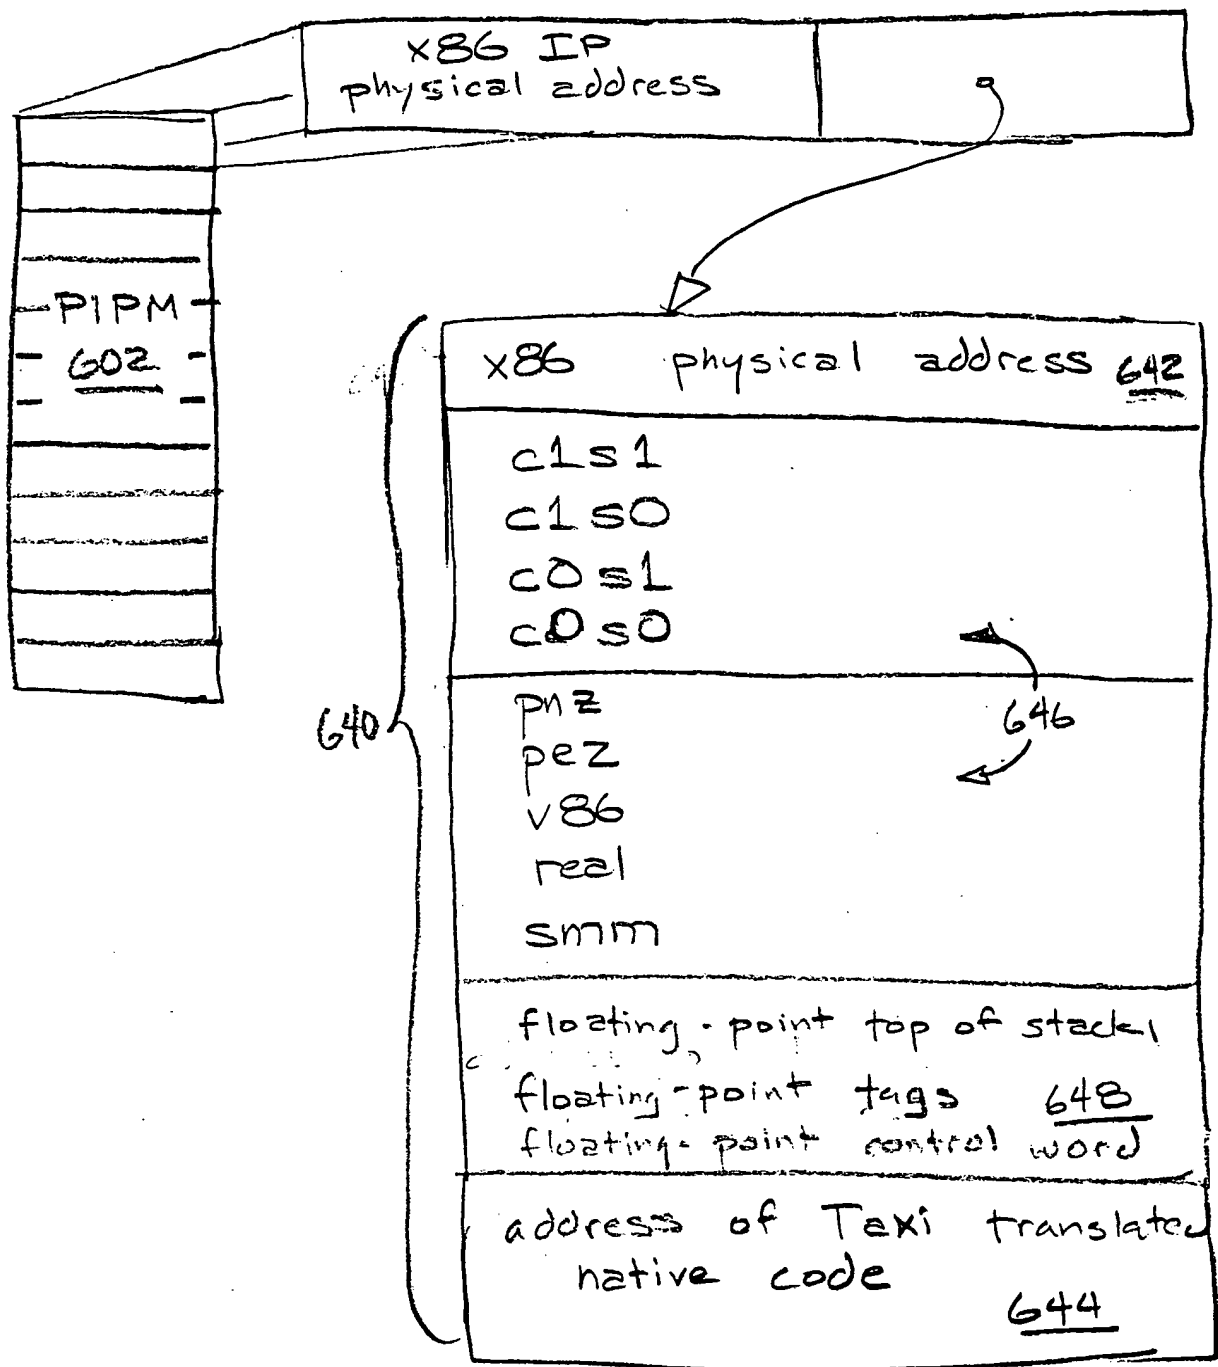 x86 IP
physical address
PIPM
602
x86 physical address 642
c1s1
c1s0
c0s1
c0s0
pnz
646
pez
v86
real
smm
640
floating-point top of stack
floating-point tags 648
floating-point control word
address of Taxi translated
native code
644